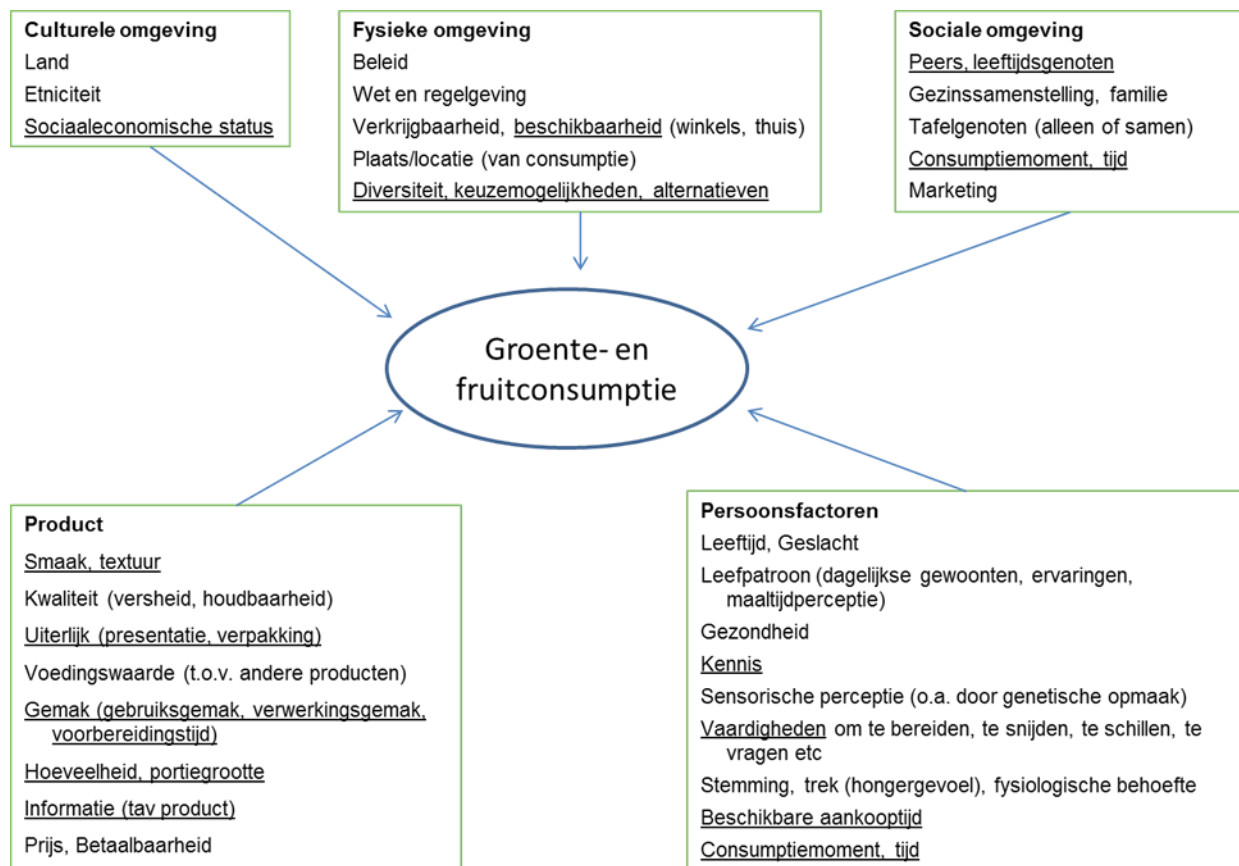 Culturele omgeving
Land
Etniciteit
Sociaaleconomische status
Fysieke omgeving
Beleid
Wet en regelgeving
Verkrijgbaarheid, beschikbaarheid (winkels, thuis)
Plaats/locatie (van consumptie)
Diversiteit, keuzemogelijkheden, alternatieven
Sociale omgeving
Peers, leeftijdsgenoten
Gezinssamenstelling, familie
Tafelgenoten (alleen of samen)
Consumptiemoment, tijd
Marketing
Groente- en
fruitconsumptie
Product
Smaak, textuur
Kwaliteit (versheid, houdbaarheid)
Uiterlijk (presentatie, verpakking)
Voedingswaarde (t.o.v. andere producten)
Gemak (gebruiksgemak, verwerkingsgemak,
voorbereidingstijd)
Hoeveelheid, portiegrootte
Informatie (tav product)
Prijs, Betaalbaarheid
Persoonsfactoren
Leeftijd, Geslacht
Leefpatroon (dagelijkse gewoonten, ervaringen,
maaltijdperceptie)
Gezondheid
Kennis
Sensorische perceptie (o.a. door genetische opmaak)
Vaardigheden om te bereiden, te snijden, te schillen, te
vragen etc
Stemming, trek (hongergevoel), fysiologische behoefte
Beschikbare aankooptijd
Consumptiemoment, tijd